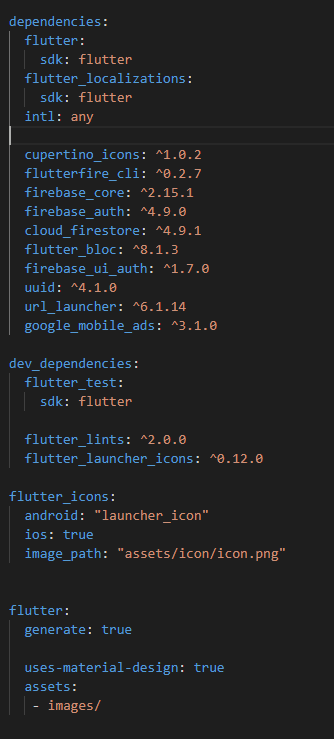 dependencies:
  flutter:
    sdk: flutter
  flutter_localizations:
    sdk: flutter
  intl: any
  cupertino_icons: ^1.0.2
  flutterfire_cli: ^0.2.7
  firebase_core: ^2.15.1
  firebase_auth: ^4.9.0
  cloud_firestore: ^4.9.1
  flutter_bloc: ^8.1.3
  firebase_ui_auth: ^1.7.0
  uuid: ^4.1.0
  url_launcher: ^6.1.14
  google_mobile_ads: ^3.1.0
dev_dependencies:
  flutter_test:
    sdk: flutter
  flutter_lints: ^2.0.0
  flutter_launcher_icons: ^0.12.0
flutter_icons:
  android: "launcher_icon"
  ios: true
  image_path: "assets/icon/icon.png"
flutter:
  generate: true
  uses-material-design: true
  assets:
   - images/